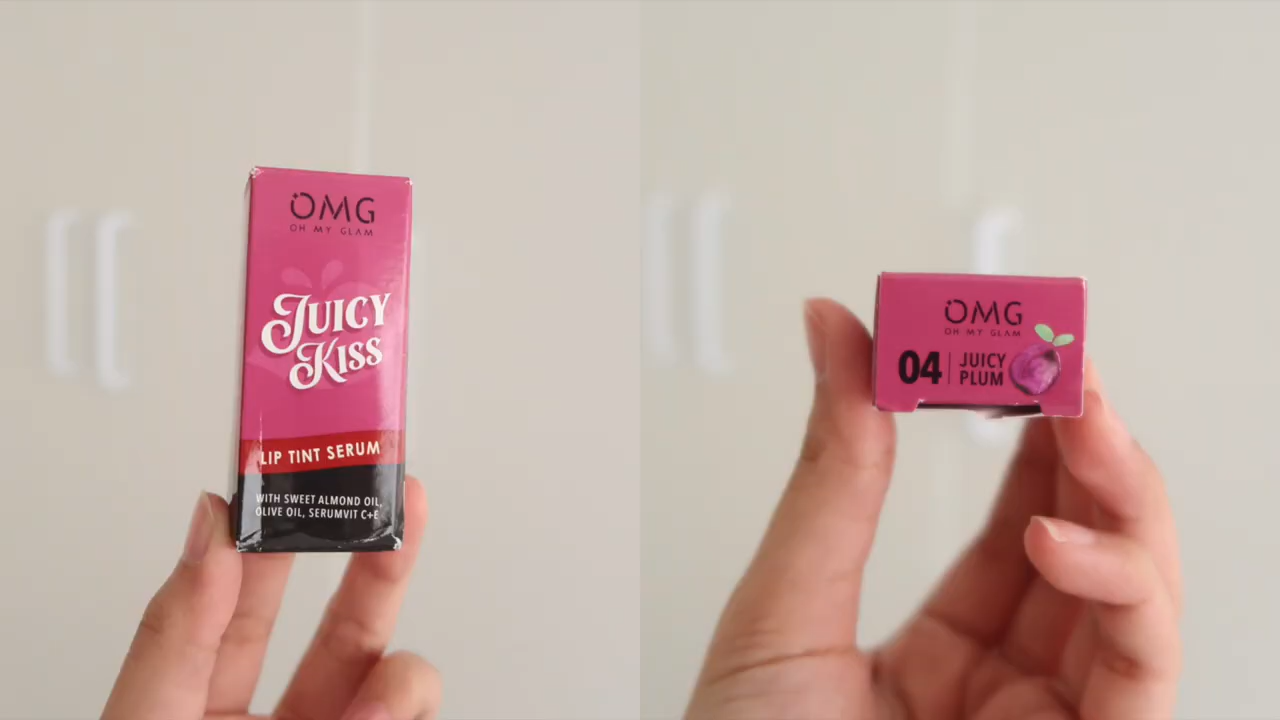 OMG
OH MY GLAM
JUICY
KISS
LIP TINT SERUM
WITH SWEET ALMOND OIL,
OLIVE OIL, SERUMVIT C+E
OMG
OH MY GLAM
04 | JUICY
PLUM